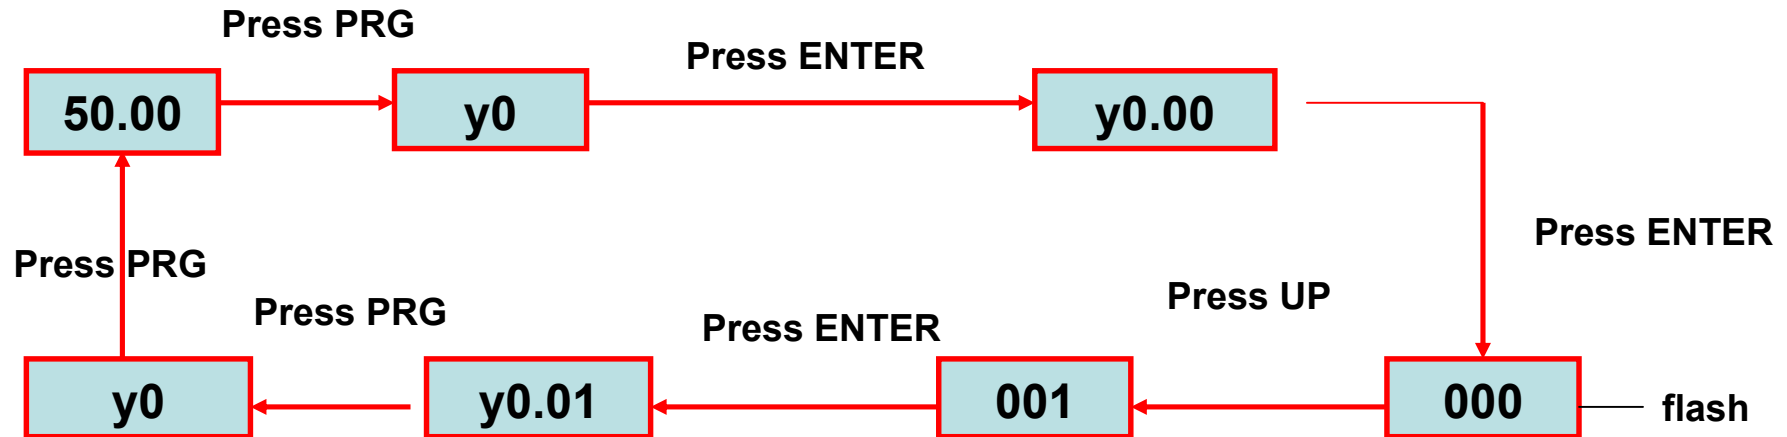 Press PRG
Press ENTER
50.00
y0
y0.00
Press ENTER
Press PRG
Press UP
Press PRG
Press ENTER
y0
y0.01
001
000
flash